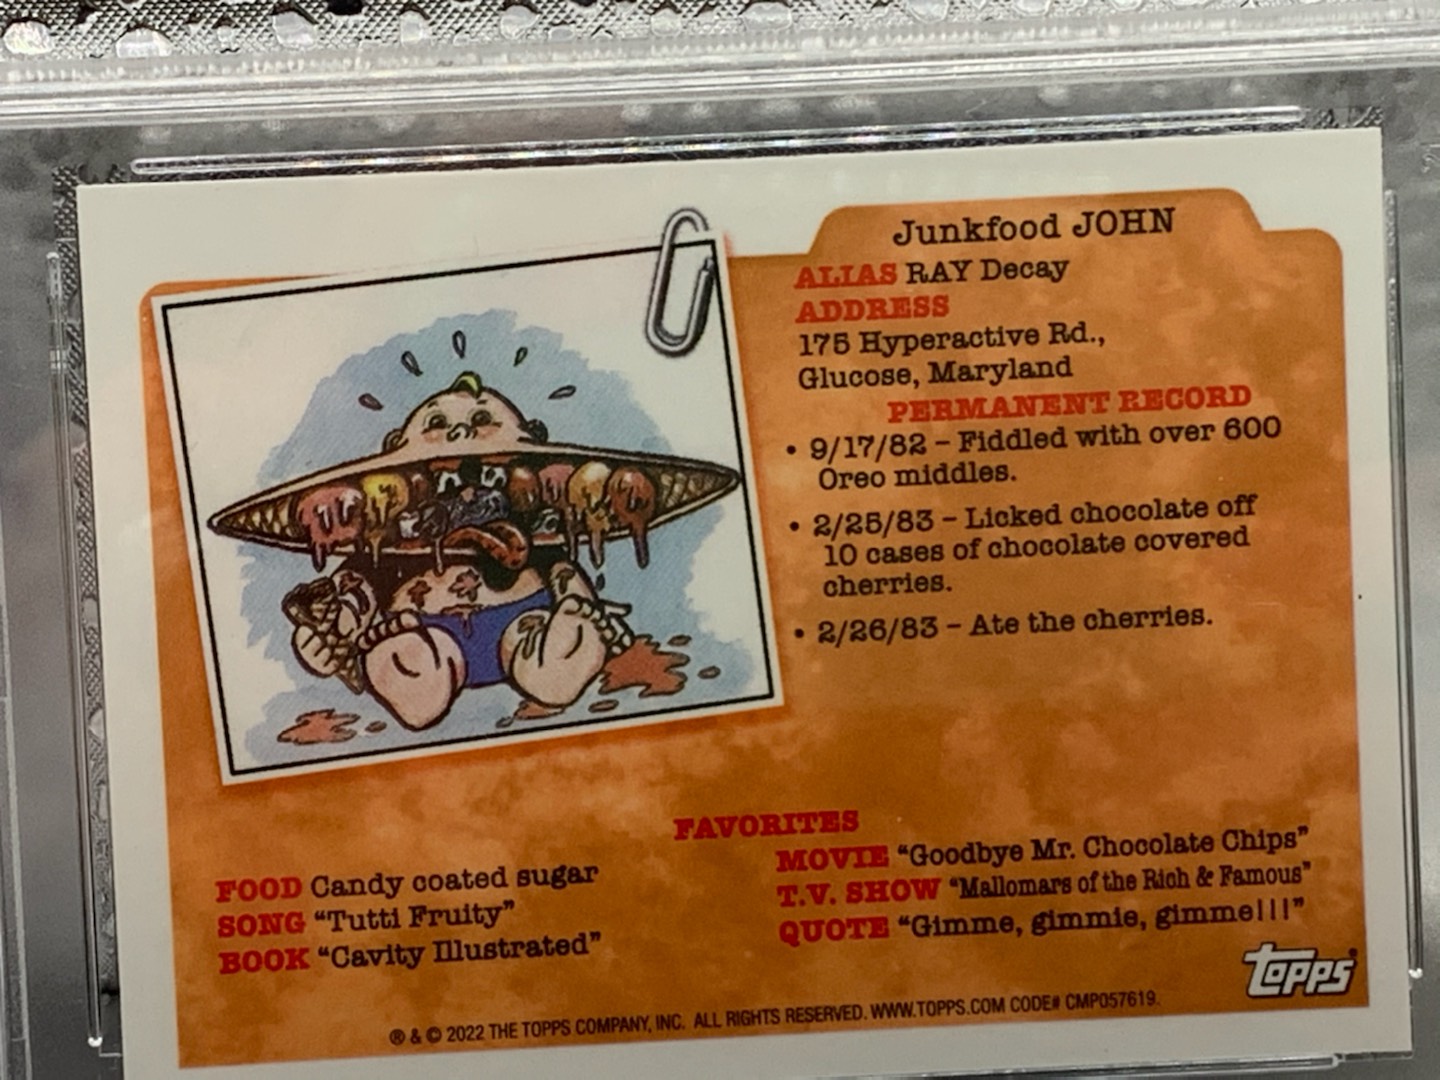 Junkfood JOHN
ALIAS RAY Decay
ADDRESS
175 Hyperactive Rd.,
Glucose, Maryland
PERMANENT RECORD
• 9/17/82 – Fiddled with over 600
Oreo middles.
• 2/25/83 – Licked chocolate off
10 cases of chocolate covered
cherries.
• 2/26/83 – Ate the cherries.
FAVORITES
FOOD Candy coated sugar
SONG “Tutti Fruity”
BOOK “Cavity Illustrated”
MOVIE “Goodbye Mr. Chocolate Chips”
T.V. SHOW “Mallomars of the Rich & Famous”
QUOTE “Gimme, gimmie, gimme!!!”
topps®
® & © 2022 THE TOPPS COMPANY, INC. ALL RIGHTS RESERVED. WWW.TOPPS.COM CODE# CMP057619.